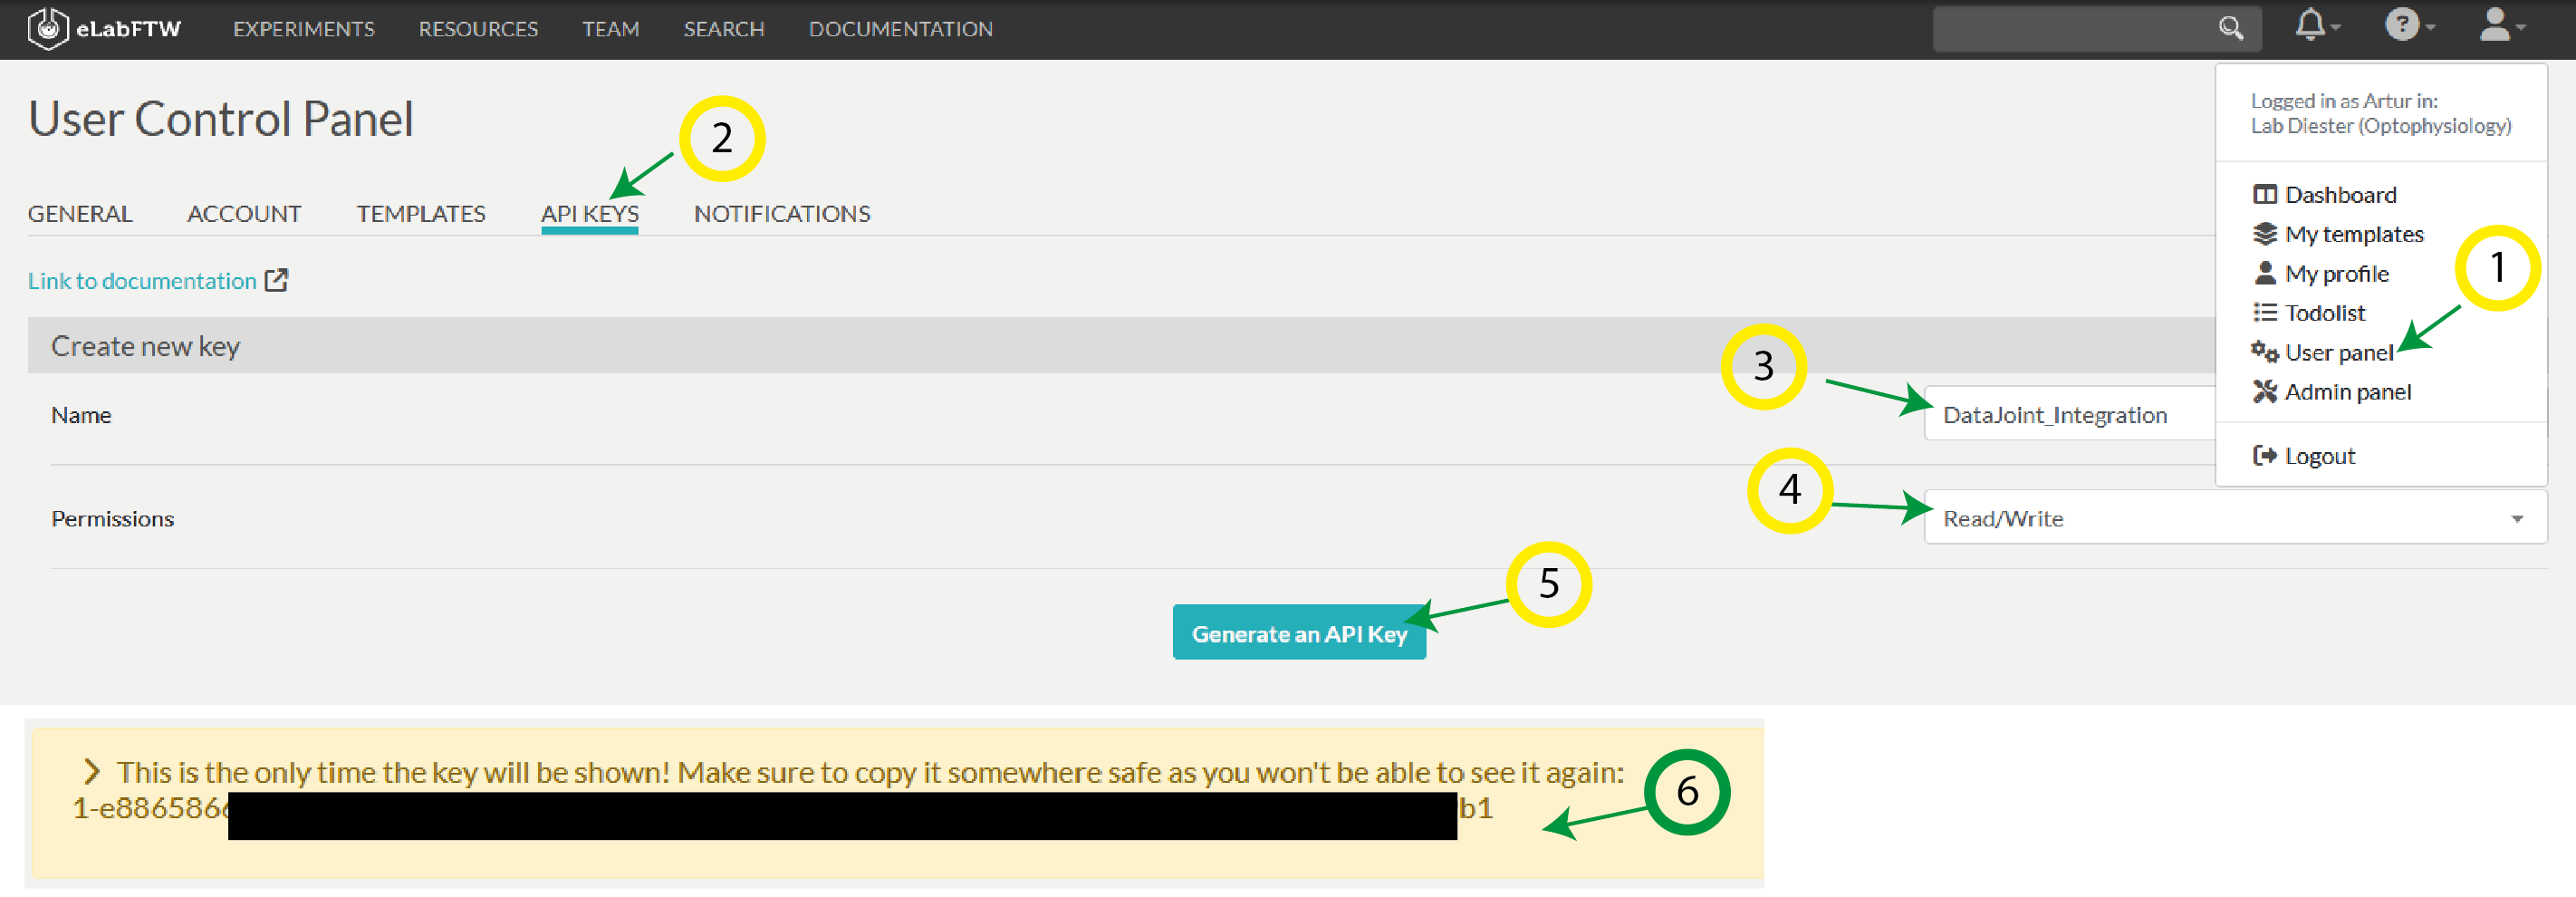 eLabFTW EXPERIMENTS RESOURCES TEAM SEARCH DOCUMENTATION ?
User Control Panel
2
Logged in as Artur in:
Lab Diester (Optophysiology)
Dashboard
My templates
My profile
Todolist
User panel
Admin panel
Logout
1
GENERAL ACCOUNT TEMPLATES API KEYS NOTIFICATIONS
Link to documentation
Create new key
3
Name DataJoint_Integration
4
Permissions Read/Write
5
Generate an API Key
> This is the only time the key will be shown! Make sure to copy it somewhere safe as you won't be able to see it again:
1-e886586 b1
6